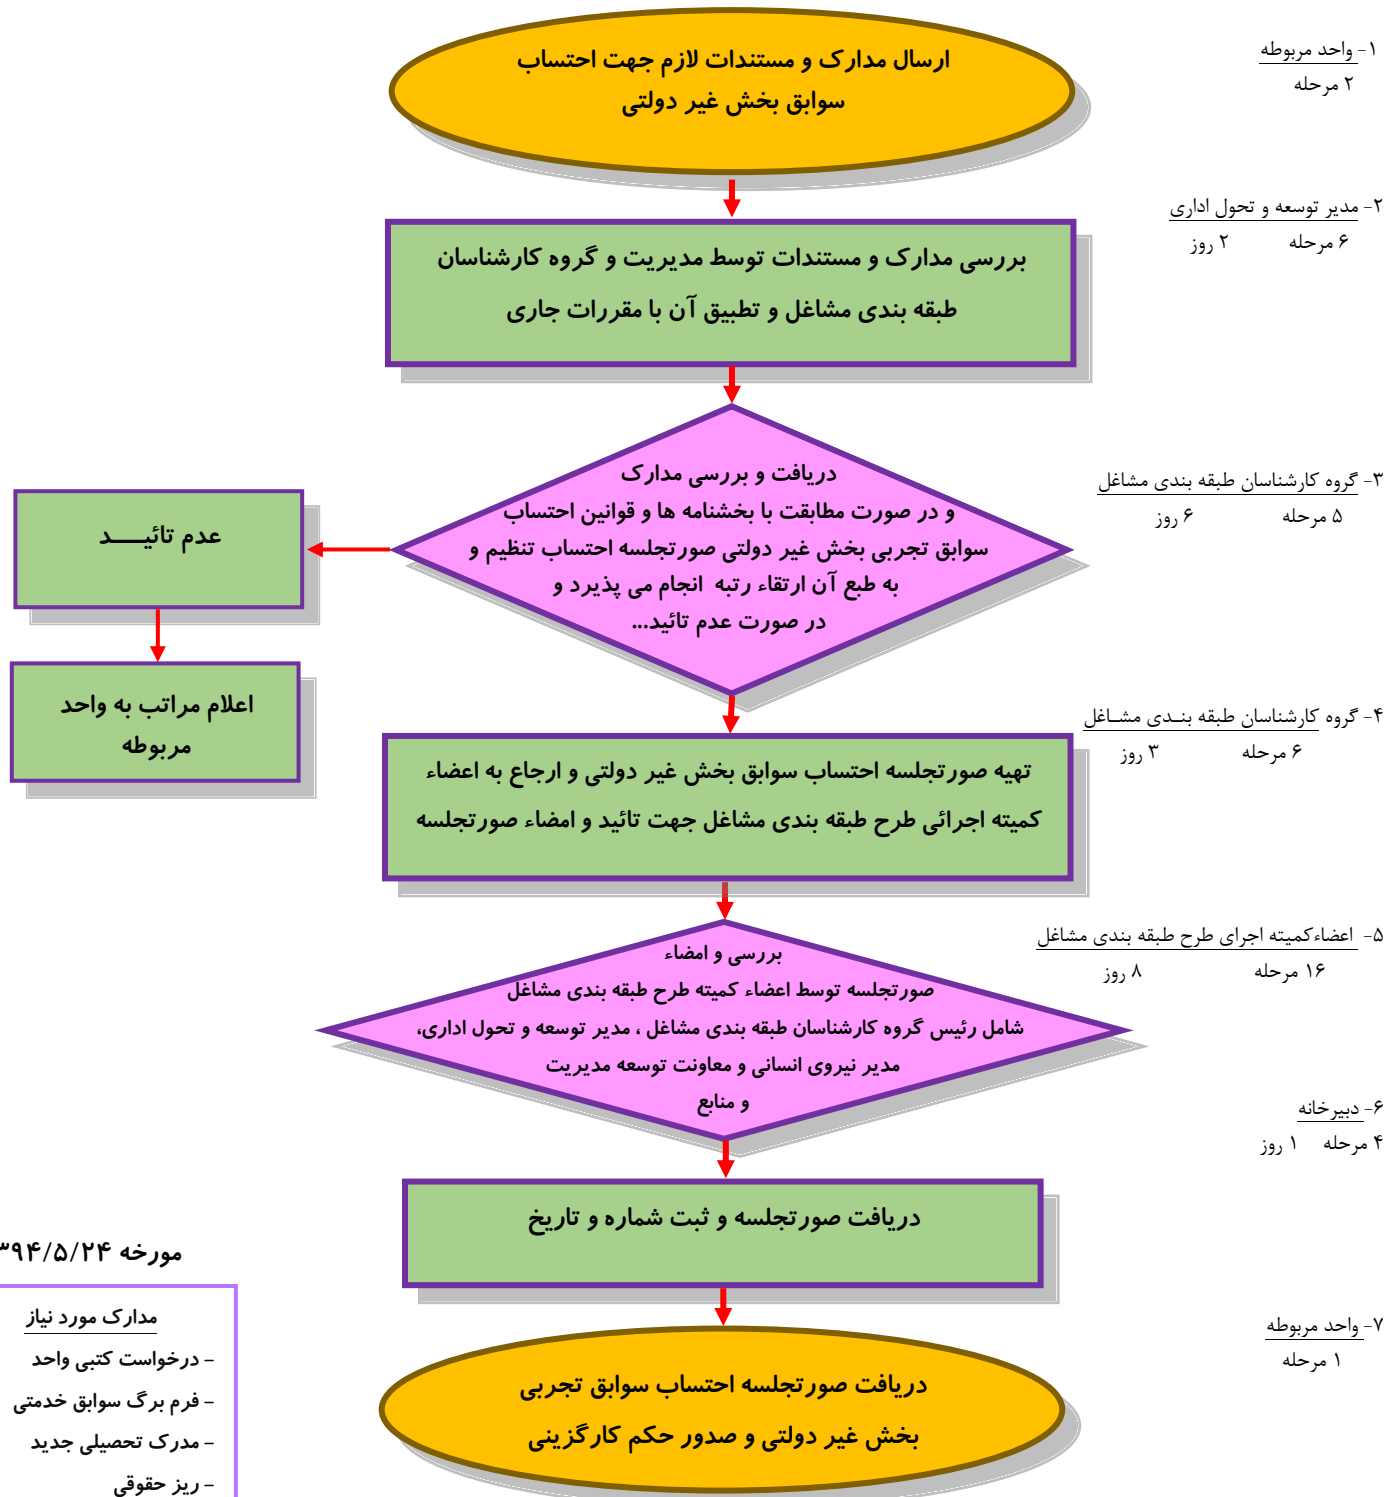 ارسال مدارک و مستندات لازم جهت احتساب
سوابق بخش غیر دولتی
۱- واحد مربوطه
۲ مرحله
بررسی مدارک و مستندات توسط مدیریت و گروه کارشناسان
طبقه بندی مشاغل و تطبیق آن با مقررات جاری
۲- مدیر توسعه و تحول اداری
۶ مرحله ۲ روز
دریافت و بررسی مدارک
و در صورت مطابقت با بخشنامه ها و قوانین احتساب
سوابق تجربی بخش غیر دولتی صورتجلسه احتساب تنظیم و
به طبع آن ارتقاء رتبه انجام می پذیرد و
در صورت عدم تائید...
۳- گروه کارشناسان طبقه بندی مشاغل
۵ مرحله ۶ روز
عدم تائیــــد
اعلام مراتب به واحد
مربوطه
تهیه صورتجلسه احتساب سوابق بخش غیر دولتی و ارجاع به اعضاء
کمیته اجرائی طرح طبقه بندی مشاغل جهت تائید و امضاء صورتجلسه
۴- گروه کارشناسان طبقه بنـدی مشـاغل
۶ مرحله ۳ روز
بررسی و امضاء
صورتجلسه توسط اعضاء کمیته طرح طبقه بندی مشاغل
شامل رئیس گروه کارشناسان طبقه بندی مشاغل ، مدیر توسعه و تحول اداری،
مدیر نیروی انسانی و معاونت توسعه مدیریت
و منابع
۵- اعضاءکمیته اجرای طرح طبقه بندی مشاغل
۱۶ مرحله ۸ روز
۶- دبیرخانه
۴ مرحله ۱ روز
دریافت صورتجلسه و ثبت شماره و تاریخ
دریافت صورتجلسه احتساب سوابق تجربی
بخش غیر دولتی و صدور حکم کارگزینی
۷- واحد مربوطه
۱ مرحله
مورخه ۳۹۴/۵/۲۴
مدارک مورد نیاز
- درخواست کتبی واحد
- فرم برگ سوابق خدمتی
- مدرک تحصیلی جدید
- ریز حقوقی